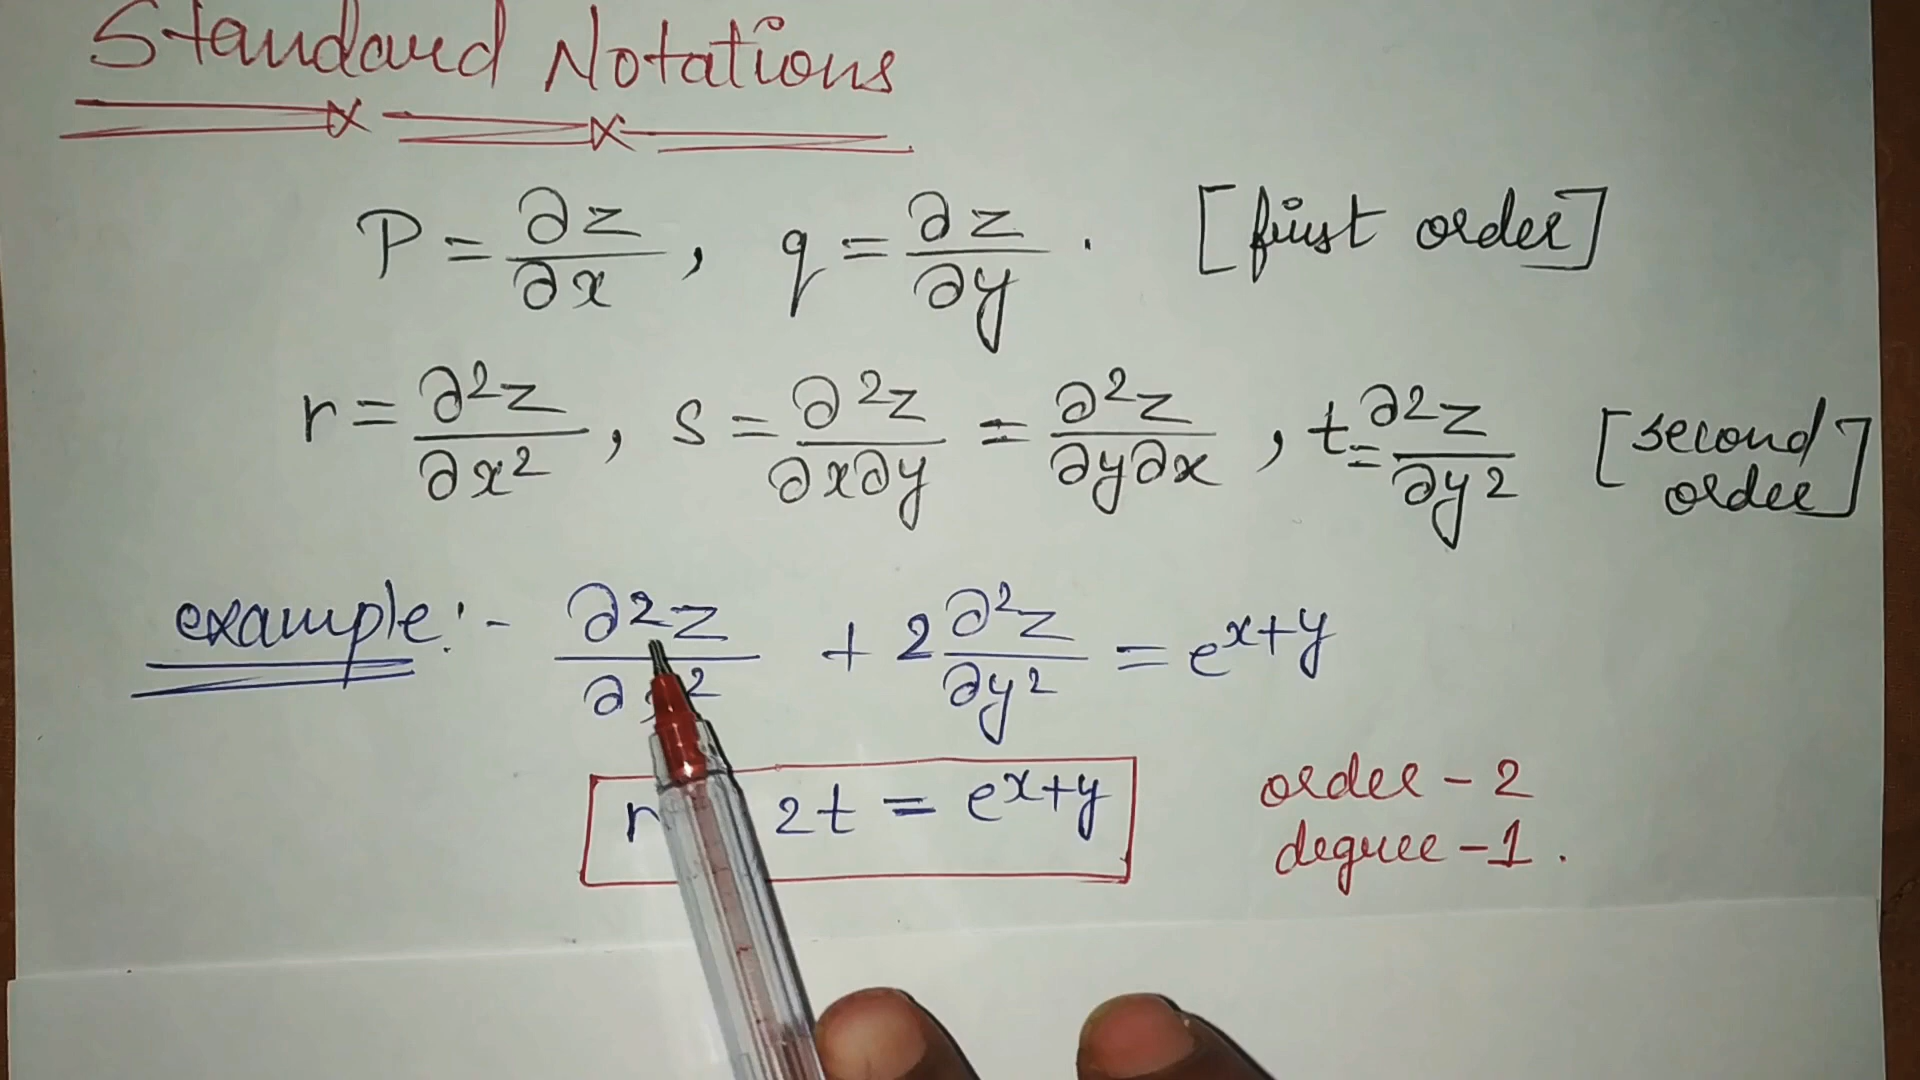 Standard Notations
P = ∂z/∂x , q = ∂z/∂y . [first order]
r = ∂²z/∂x² , s = ∂²z/∂x∂y = ∂²z/∂y∂x , t = ∂²z/∂y² [second order]
example:- ∂²z/∂ ² + 2 ∂²z/∂y² = e^x+y
r 2t = e^x+y
order - 2
degree - 1 .